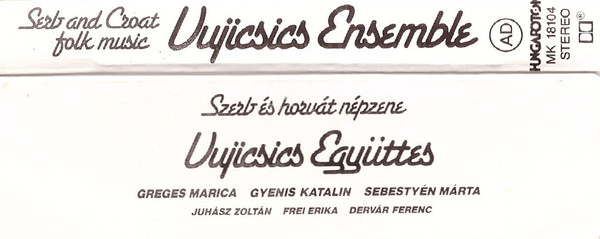 Serb and Croat
folk music
Vujicsics Ensemble
AD
HUNGAROTON
MK 18104
STEREO
Szerb és horvát népzene
Vujicsics Együttes
GREGES MARICA GYENIS KATALIN SEBESTYÉN MÁRTA
JUHÁSZ ZOLTÁN FREI ERIKA DERVÁR FERENC